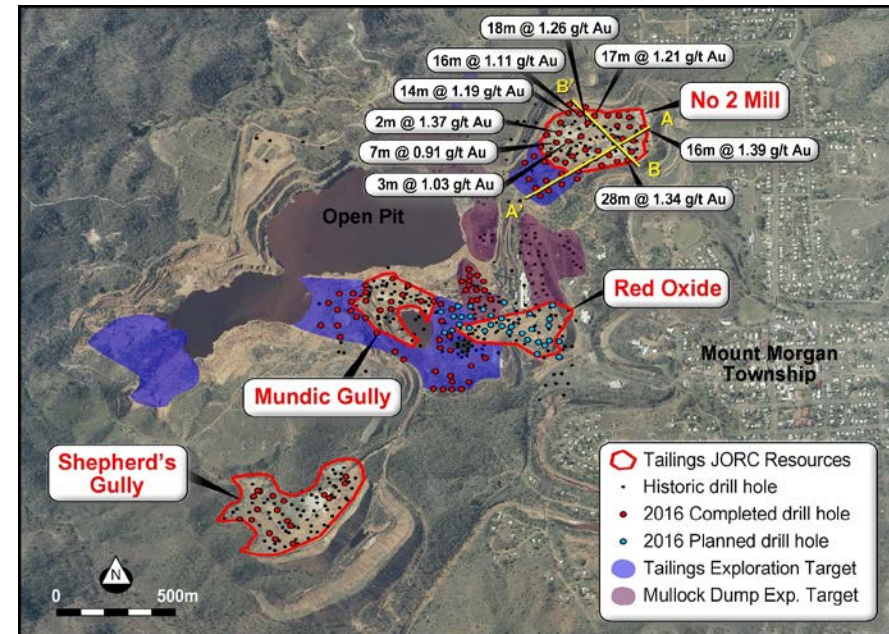 18m @ 1.26 g/t Au
16m @ 1.11 g/t Au
17m @ 1.21 g/t Au
14m @ 1.19 g/t Au
B'
No 2 Mill
2m @ 1.37 g/t Au
A
7m @ 0.91 g/t Au
16m @ 1.39 g/t Au
B
3m @ 1.03 g/t Au
28m @ 1.34 g/t Au
A'
Open Pit
Red Oxide
Mount Morgan
Township
Mundic Gully
Shepherd's
Gully
Tailings JORC Resources
Historic drill hole
2016 Completed drill hole
2016 Planned drill hole
Tailings Exploration Target
Mullock Dump Exp. Target
N
0 500m